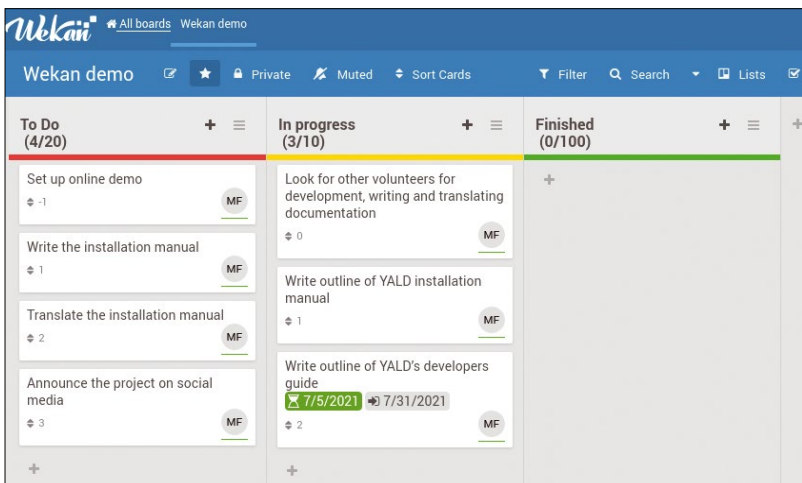 Wekan
All boards Wekan demo
Wekan demo Private Muted Sort Cards Filter Search Lists
To Do
(4/20)
Set up online demo
-1 MF
Write the installation manual
1 MF
Translate the installation manual
2 MF
Announce the project on social
media
3 MF
In progress
(3/10)
Look for other volunteers for
development, writing and translating
documentation
0 MF
Write outline of YALD installation
manual
1 MF
Write outline of YALD's developers
guide
7/5/2021 7/31/2021
2 MF
Finished
(0/100)